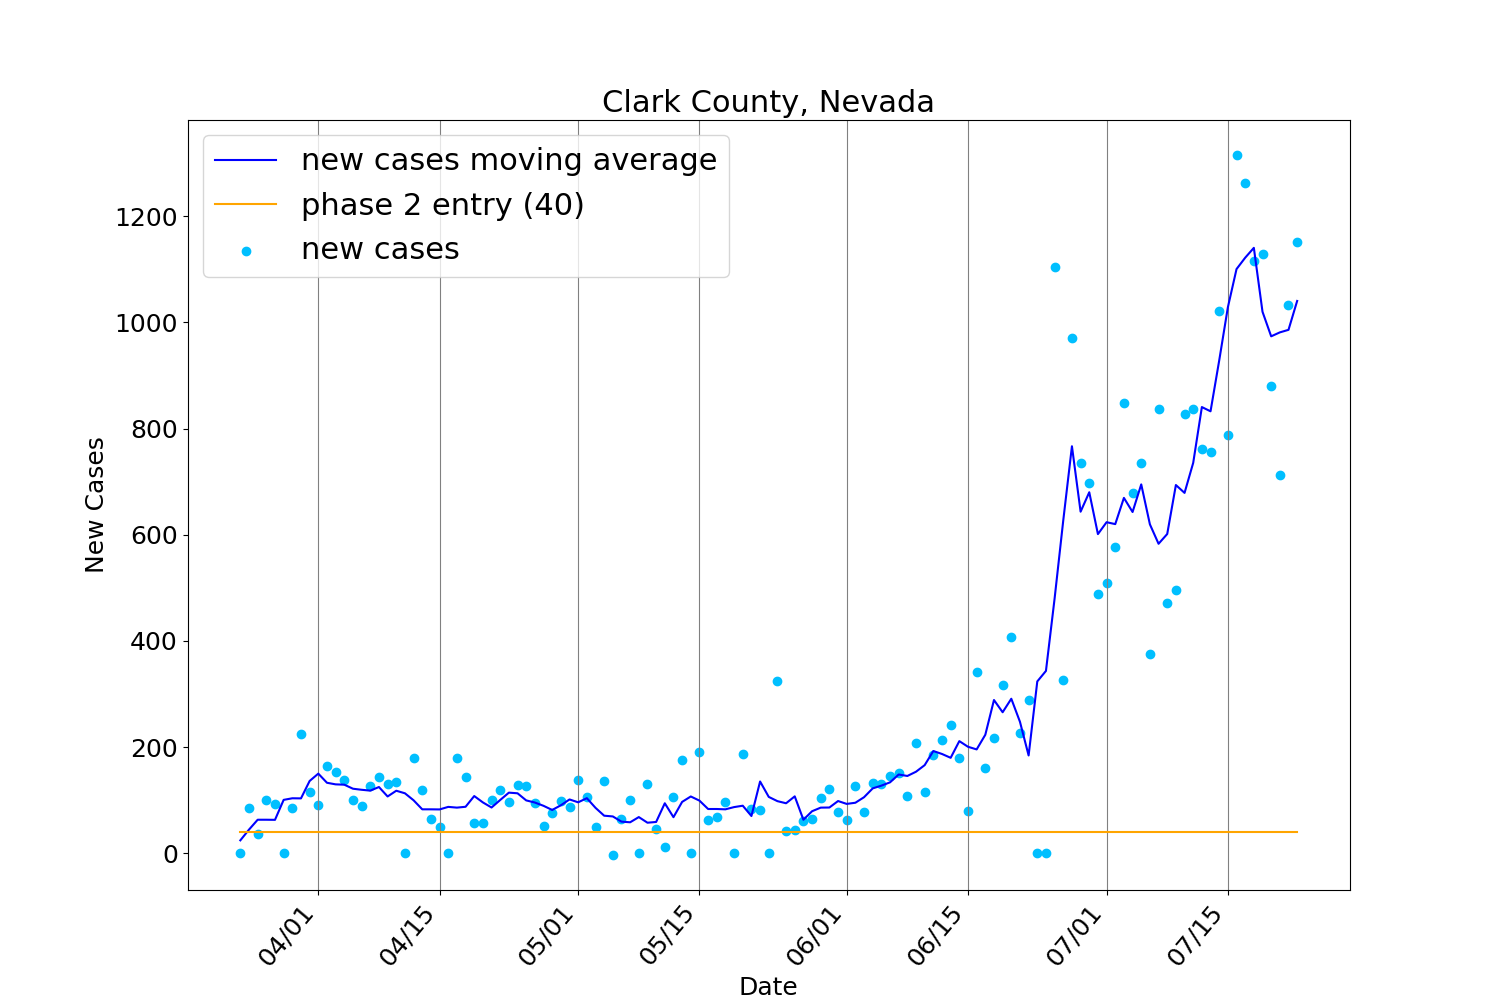 Clark County, Nevada
new cases moving average
phase 2 entry (40)
new cases
1200
1000
800
600
400
200
0
New Cases
04/01
04/15
05/01
05/15
06/01
06/15
07/01
07/15
Date